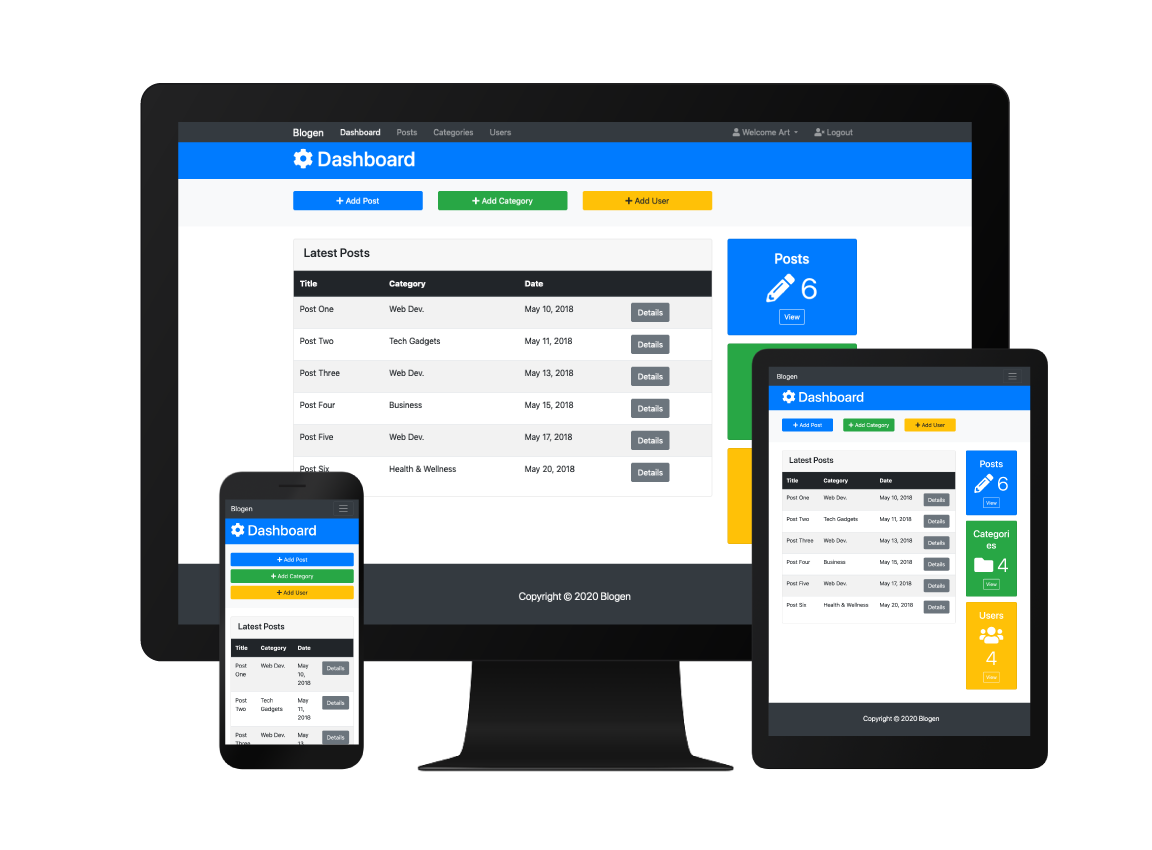 Blogen Dashboard Posts Categories Users Welcome Art Logout
Dashboard
Add Post Add Category Add User
Latest Posts
Title Category Date
Post One Web Dev. May 10, 2018 Details
Post Two Tech Gadgets May 11, 2018 Details
Post Three Web Dev. May 13, 2018 Details
Post Four Business May 15, 2018 Details
Post Five Web Dev. May 17, 2018 Details
Post Six Health & Wellness May 20, 2018 Details
Posts
6
View
Copyright © 2020 Blogen
Blogen
Dashboard
Add Post
Add Category
Add User
Latest Posts
Title Category Date
Post Web Dev. May Details
One 10,
2018
Post Tech May Details
Two Gadgets 11,
2018
Post Web Dev. May Details
Three 13,
Blogen
Dashboard
Add Post Add Category Add User
Latest Posts
Title Category Date
Post One Web Dev. May 10, 2018 Details
Post Two Tech Gadgets May 11, 2018 Details
Post Three Web Dev. May 13, 2018 Details
Post Four Business May 15, 2018 Details
Post Five Web Dev. May 17, 2018 Details
Post Six Health & Wellness May 20, 2018 Details
Posts
6
View
Categori
es
4
View
Users
4
View
Copyright © 2020 Blogen